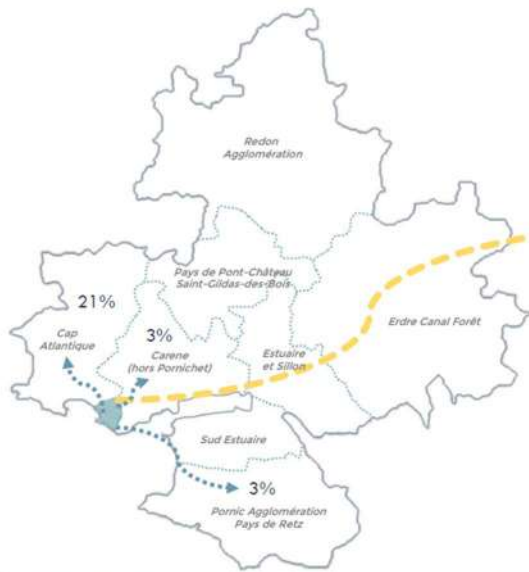 Redon
Agglomération
Pays de Pont-Château
Saint-Gildas-des-Bois
21%
Cap
Atlantique
3%
Carene
(hors Pornichet)
Estuaire
et Sillon
Erdre Canal Forêt
Sud Estuaire
3%
Pornic Agglomération
Pays de Retz